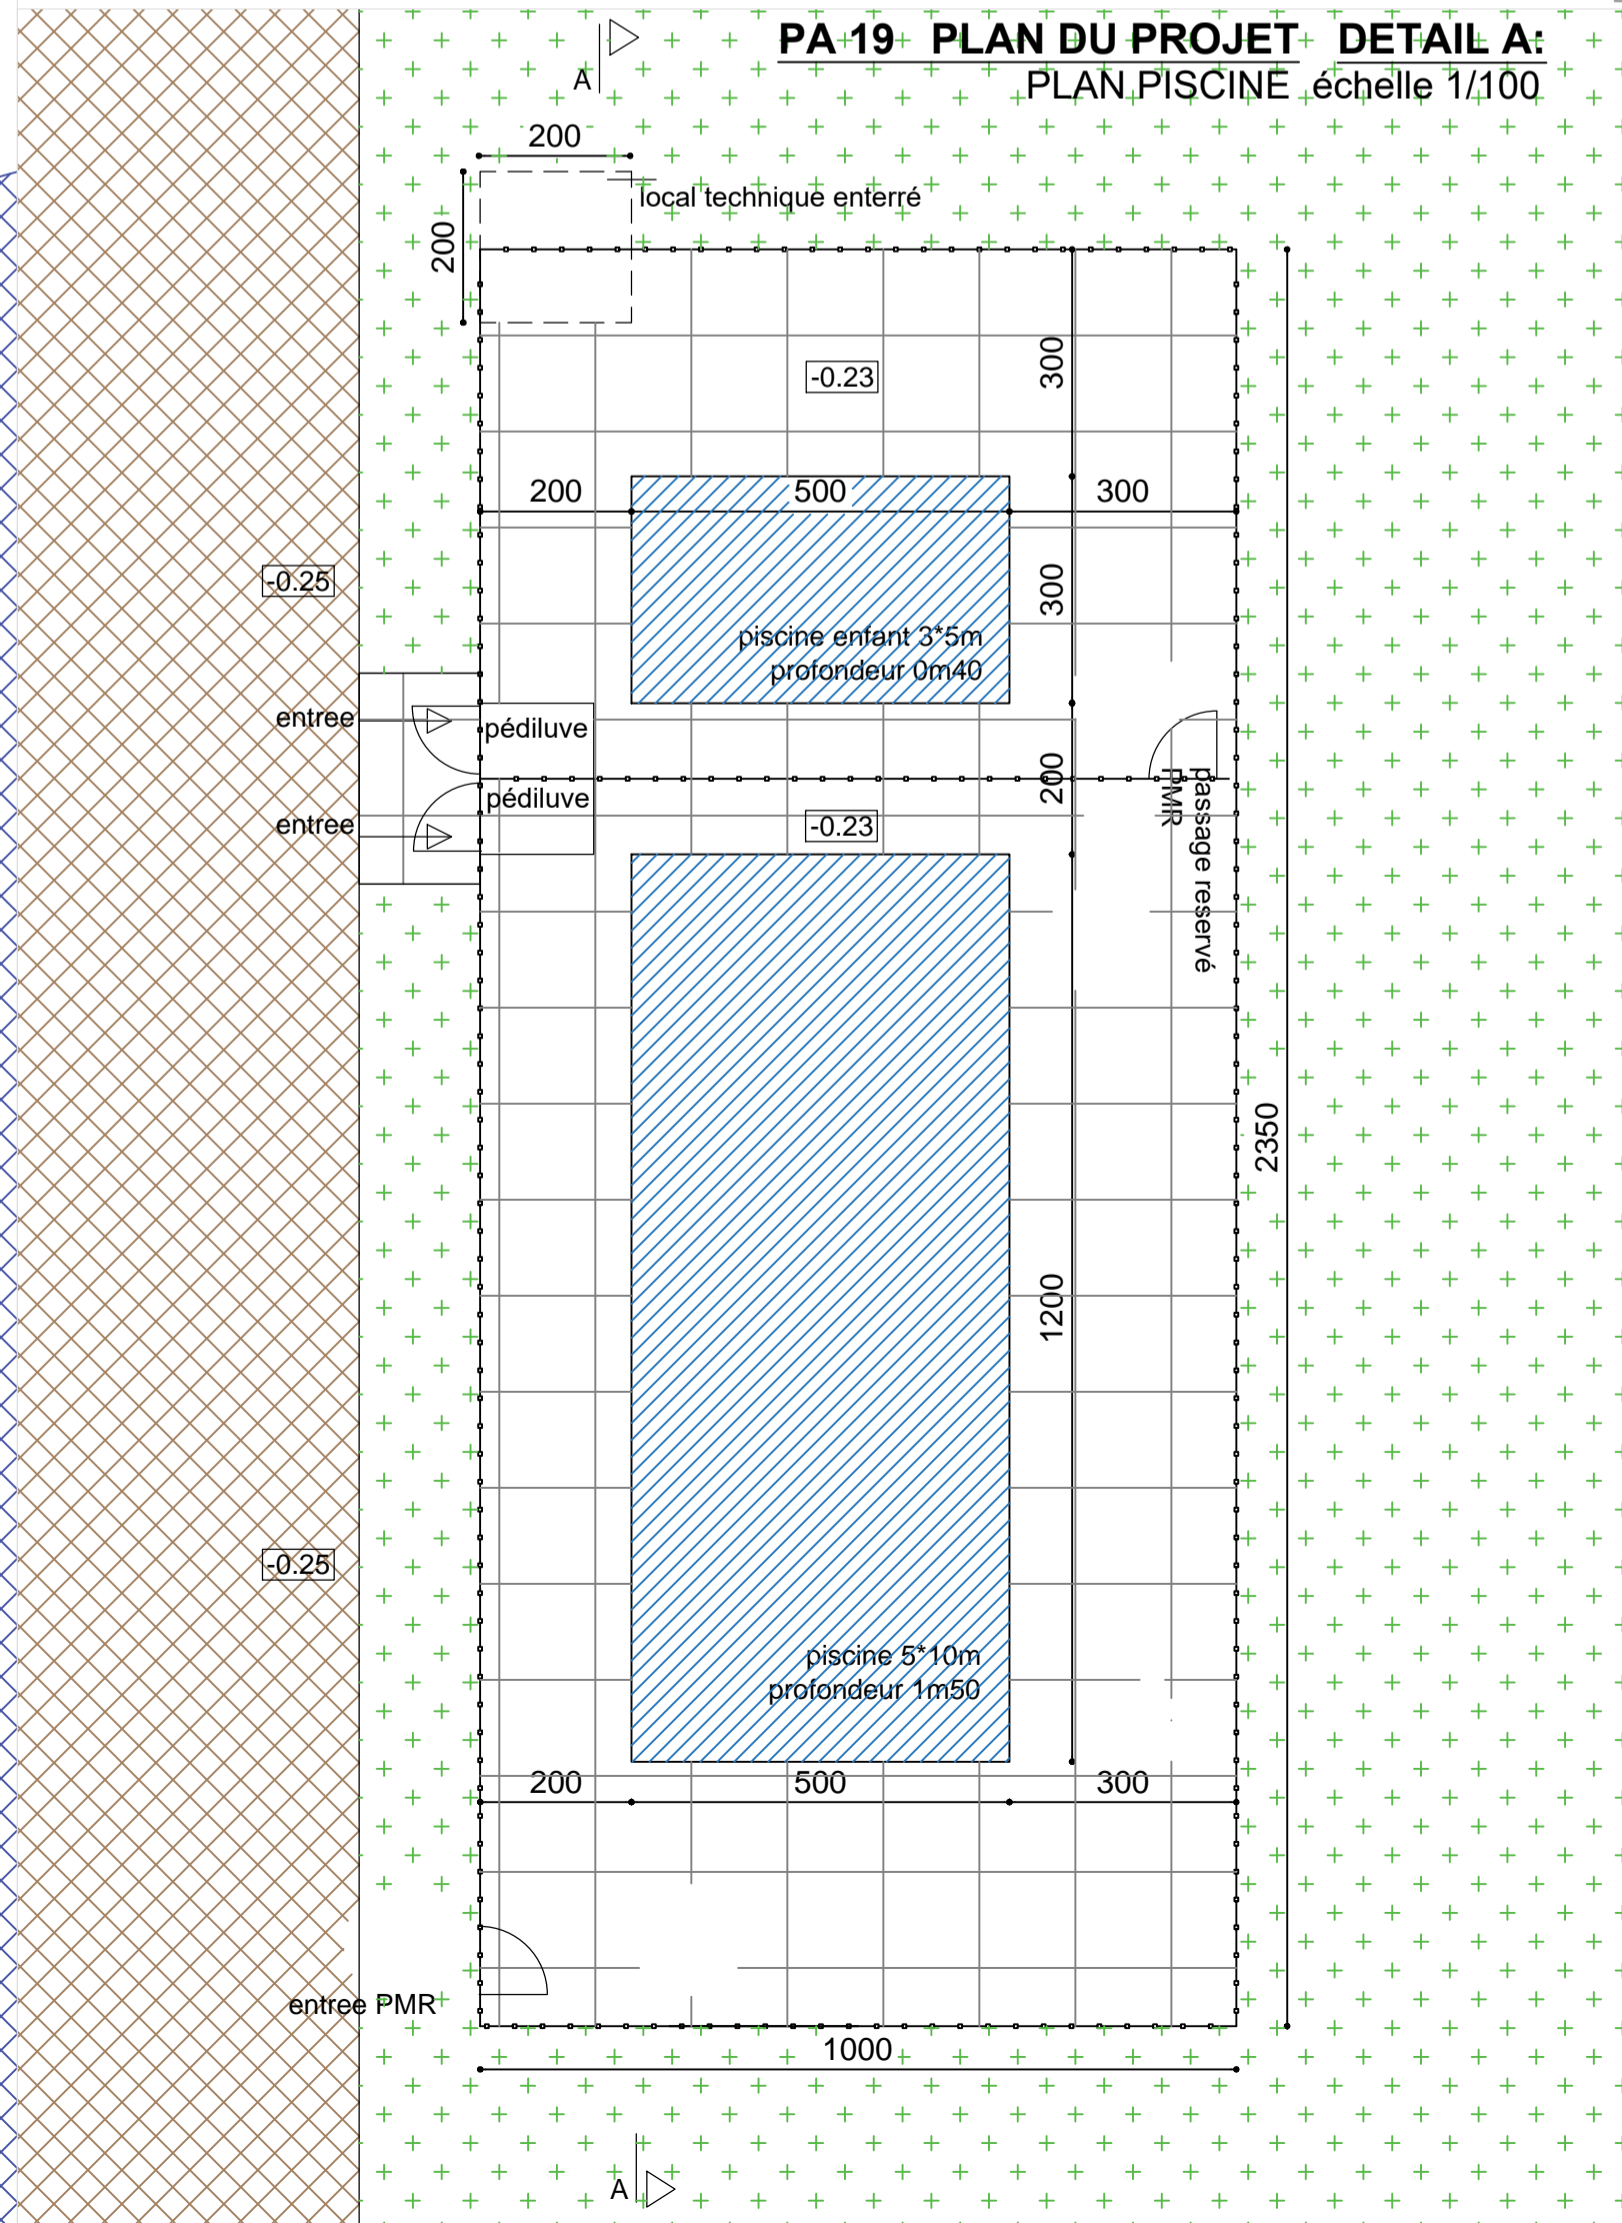 PA 19 PLAN DU PROJET DETAIL A:
PLAN PISCINE échelle 1/100
A
200
local technique enterré
200
300
-0.23
200 500 300
-0.25
300
piscine enfant 3*5m
profondeur 0m40
entree
pédiluve
200
passage reservé
PMR
pédiluve
entree
-0.23
2350
1200
-0.25
piscine 5*10m
profondeur 1m50
200 500 300
entree PMR
1000
A